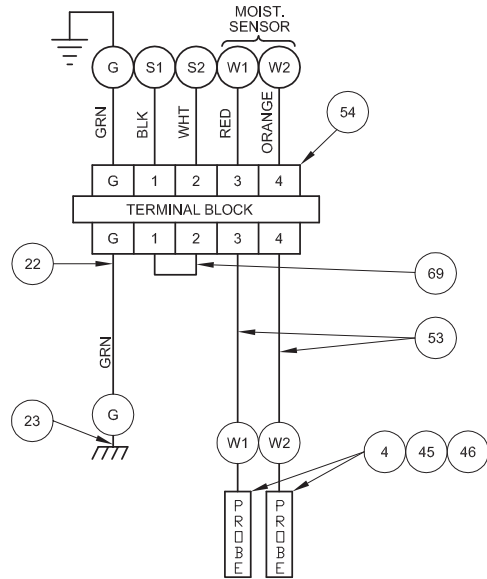 MOIST.
SENSOR
G S1 S2 W1 W2
GRN BLK WHT RED ORANGE
54
G 1 2 3 4
TERMINAL BLOCK
G 1 2 3 4
22
69
53
GRN
G
23
W1 W2
4 45 46
PROBE PROBE